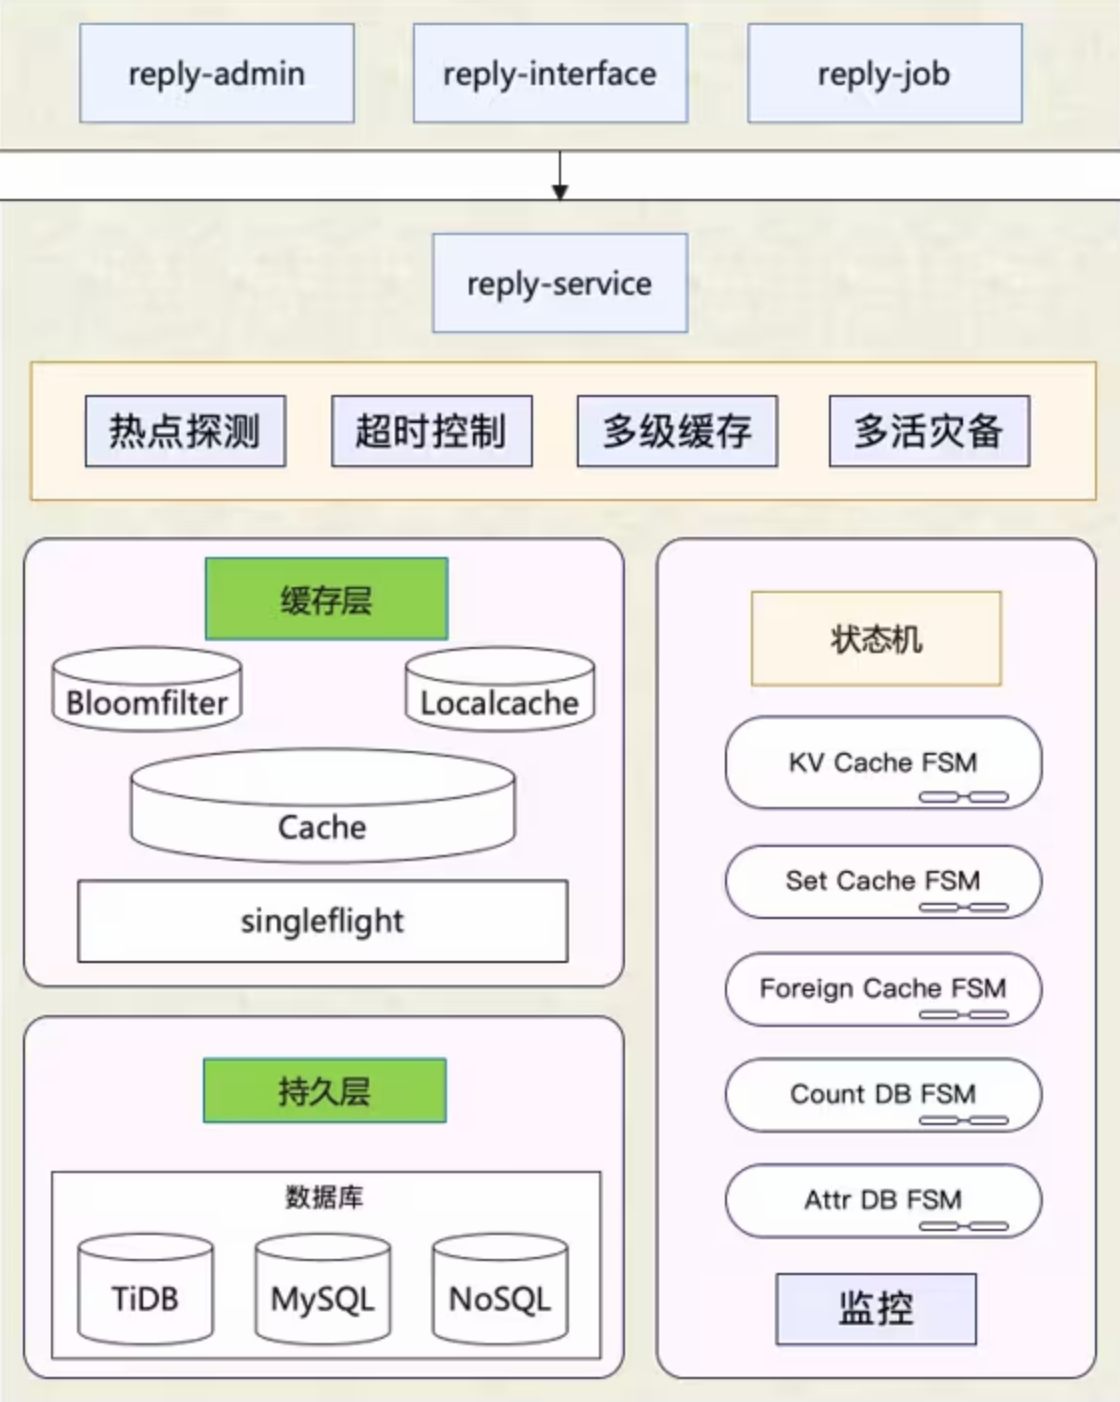 reply-admin
reply-interface
reply-job
reply-service
热点探测
超时控制
多级缓存
多活灾备
缓存层
Bloomfilter
Localcache
Cache
singleflight
持久层
数据库
TiDB
MySQL
NoSQL
状态机
KV Cache FSM
Set Cache FSM
Foreign Cache FSM
Count DB FSM
Attr DB FSM
监控